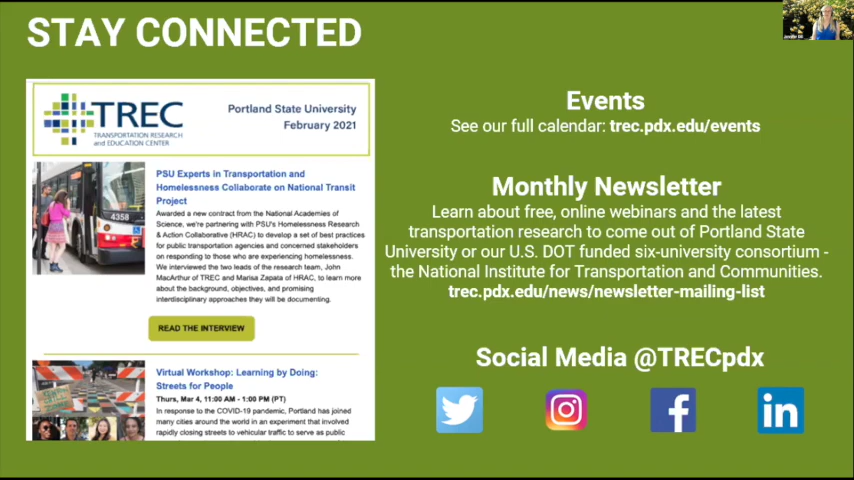 STAY CONNECTED
TREC
TRANSPORTATION RESEARCH
and EDUCATION CENTER
Portland State University
February 2021
PSU Experts in Transportation and
Homelessness Collaborate on National Transit
Project
Awarded a new contract from the National Academies of
Science, we're partnering with PSU's Homelessness Research
& Action Collaborative (HRAC) to develop a set of best practices
for public transportation agencies and concerned stakeholders
on responding to those who are experiencing homelessness.
We interviewed the two leads of the research team, John
MacArthur of TREC and Marisa Zapata of HRAC, to learn more
about the background, objectives, and promising
interdisciplinary approaches they will be documenting.
4358
READ THE INTERVIEW
Virtual Workshop: Learning by Doing:
Streets for People
Thurs, Mar 4, 11:00 AM - 1:00 PM (PT)
In response to the COVID-19 pandemic, Portland has joined
many cities around the world in an experiment that involved
rapidly closing streets to vehicular traffic to serve as public
Events
See our full calendar: trec.pdx.edu/events
Monthly Newsletter
Learn about free, online webinars and the latest
transportation research to come out of Portland State
University or our U.S. DOT funded six-university consortium -
the National Institute for Transportation and Communities.
trec.pdx.edu/news/newsletter-mailing-list
Social Media @TRECpdx